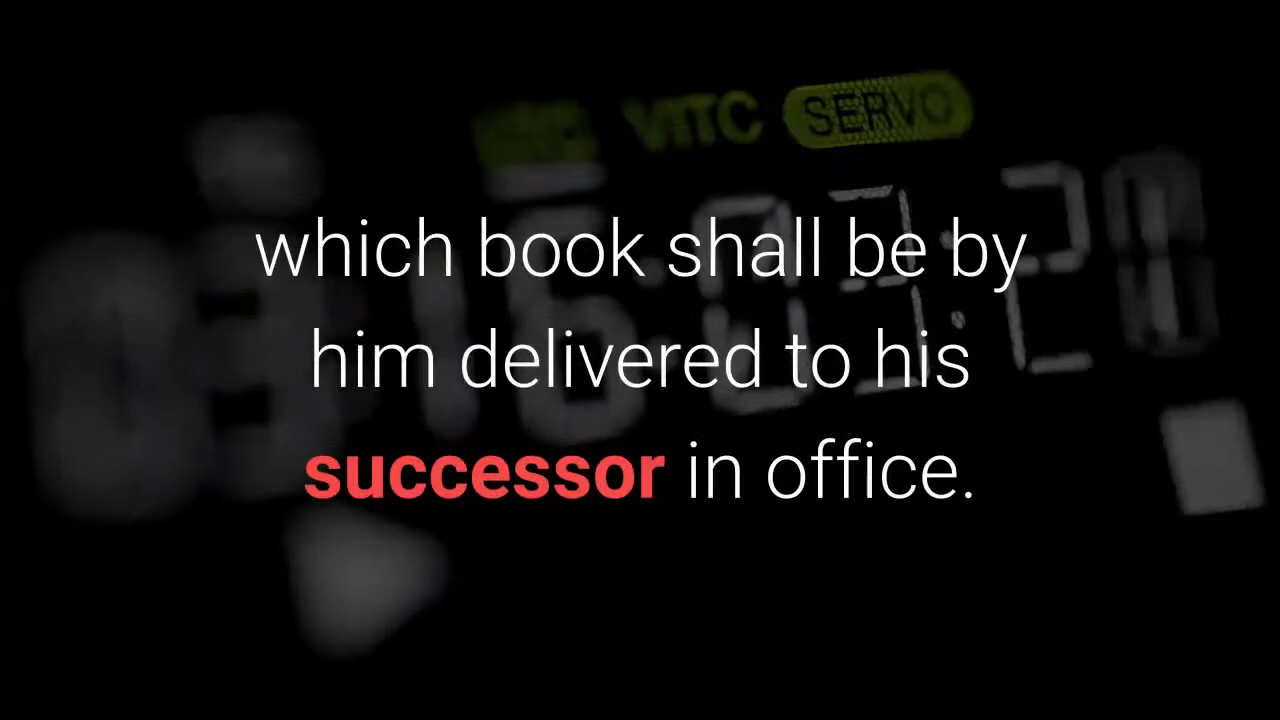 VITC SERVO
which book shall be by
him delivered to his
successor in office.